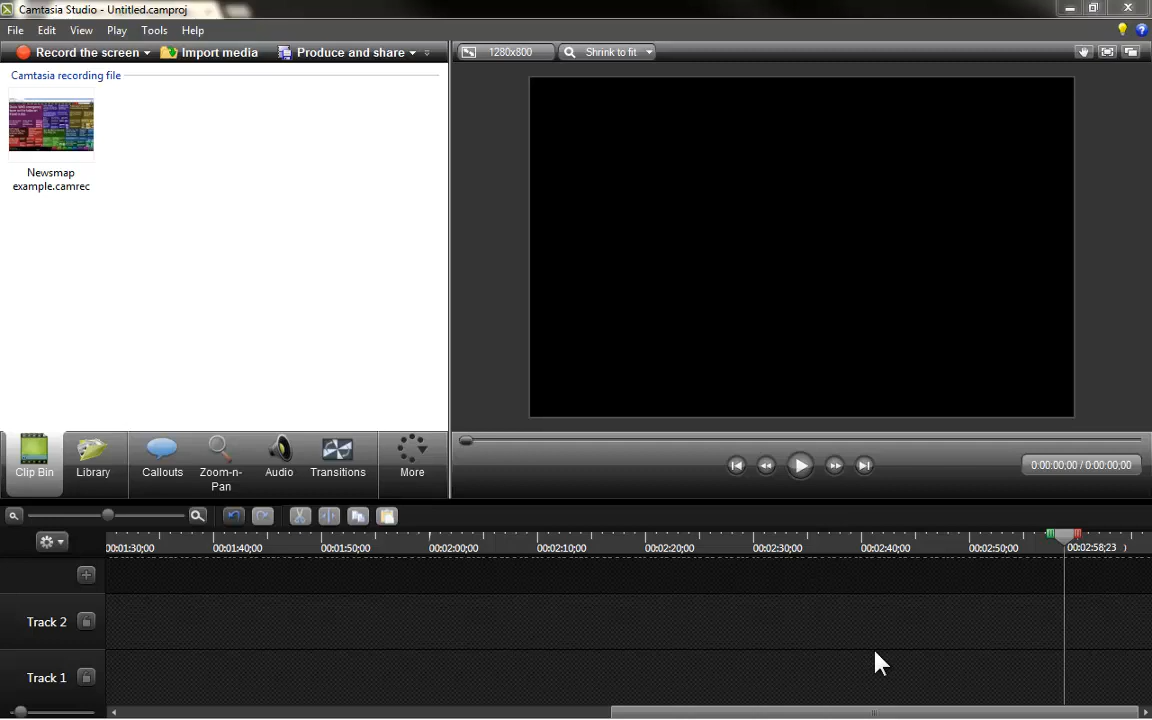 Camtasia Studio - Untitled.camproj
File Edit View Play Tools Help
Record the screen Import media Produce and share
1280x800 Shrink to fit
Camtasia recording file
Newsmap
example.camrec
Clip Bin Library Callouts Zoom-n-
Pan Audio Transitions More
0:00:00;00 / 0:00:00;00
00:01:30;00 00:01:40;00 00:01:50;00 00:02:00;00 00:02:10;00 00:02:20;00 00:02:30;00 00:02:40;00 00:02:50;00 00:02:58;23
Track 2
Track 1